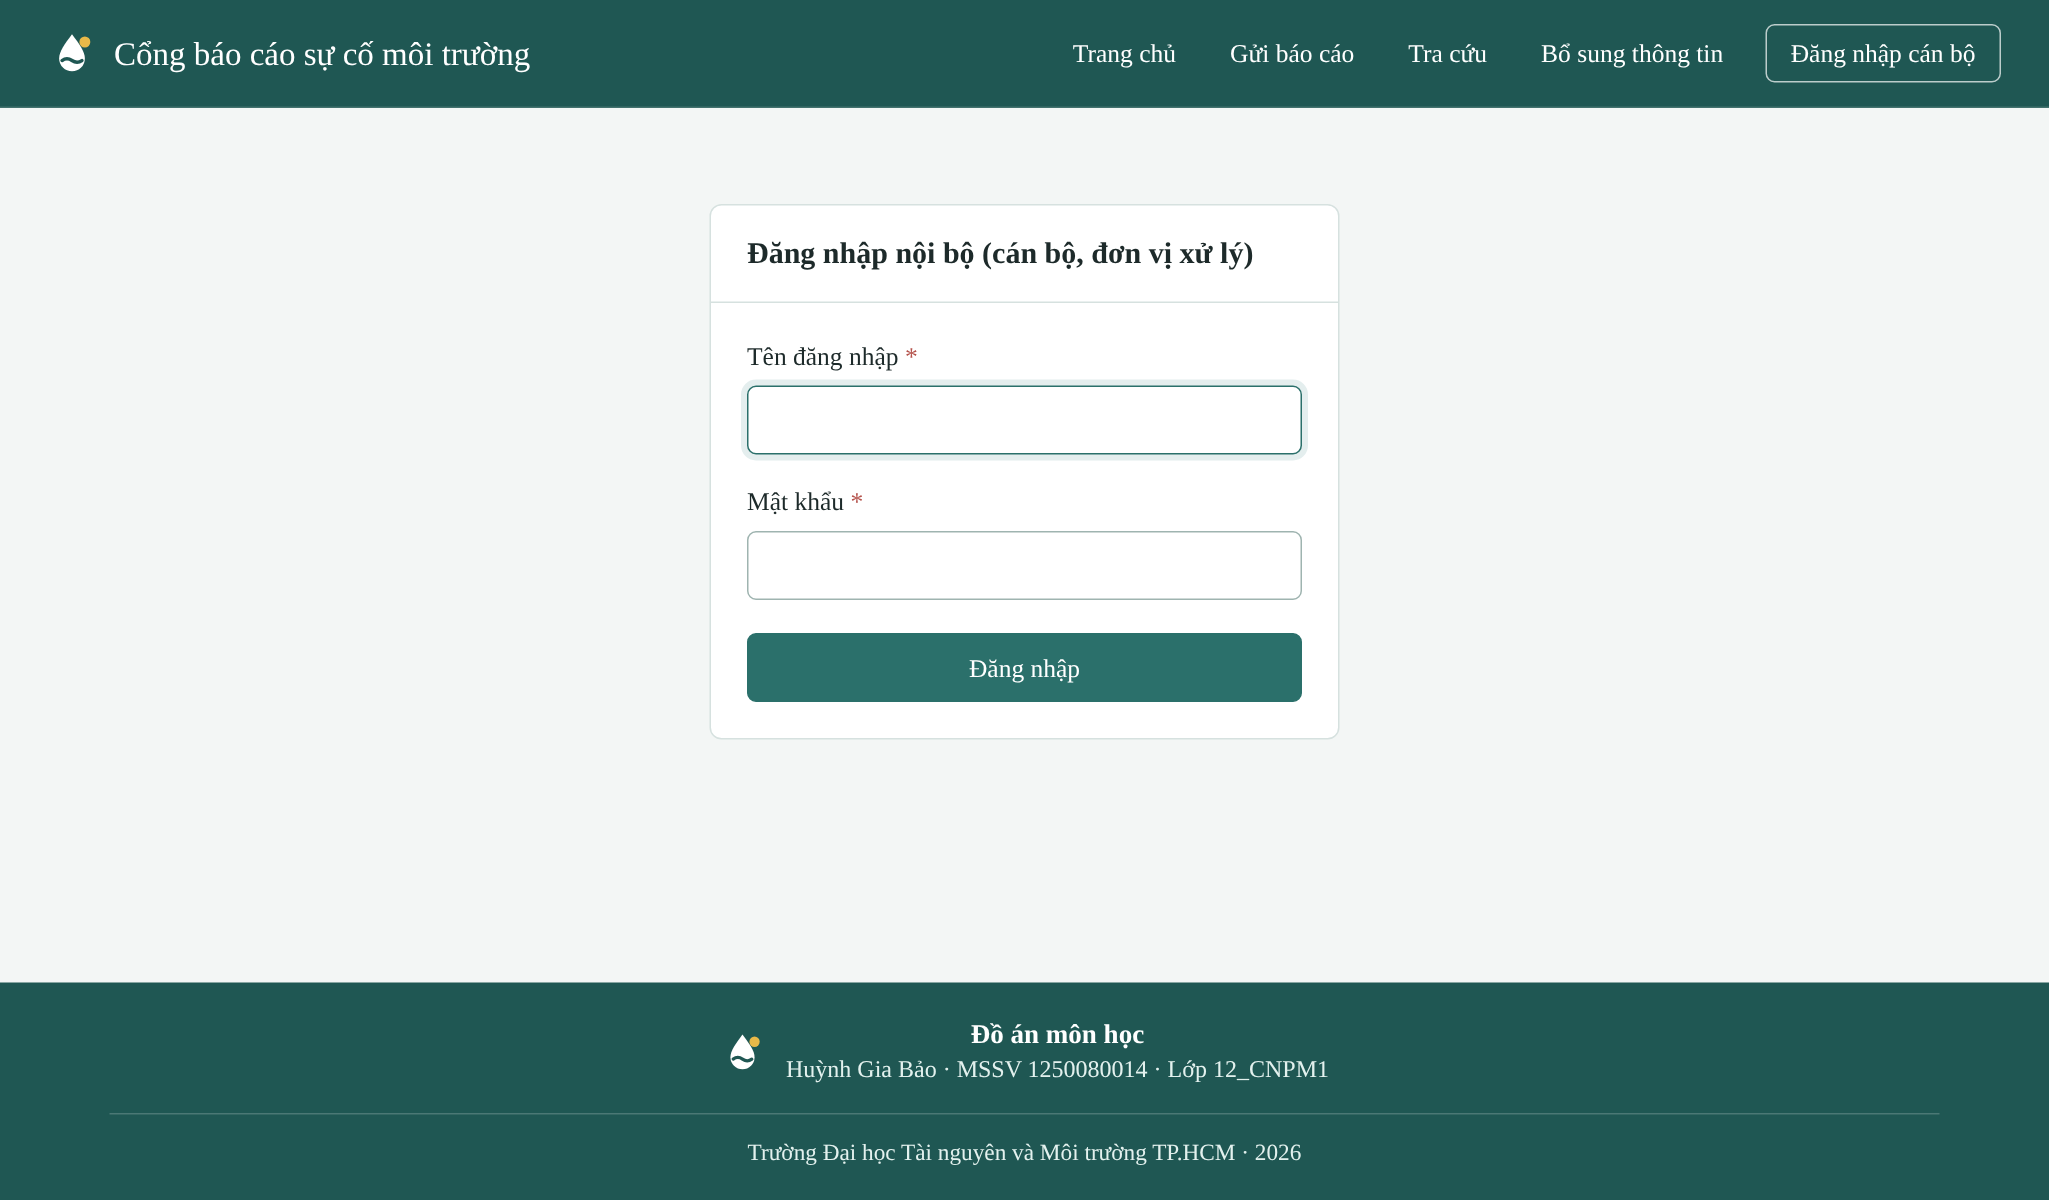 Cổng báo cáo sự cố môi trường
Trang chủ
Gửi báo cáo
Tra cứu
Bổ sung thông tin
Đăng nhập cán bộ
Đăng nhập nội bộ (cán bộ, đơn vị xử lý)
Tên đăng nhập *
Mật khẩu *
Đăng nhập
Đồ án môn học
Huỳnh Gia Bảo · MSSV 1250080014 · Lớp 12_CNPM1
Trường Đại học Tài nguyên và Môi trường TP.HCM · 2026